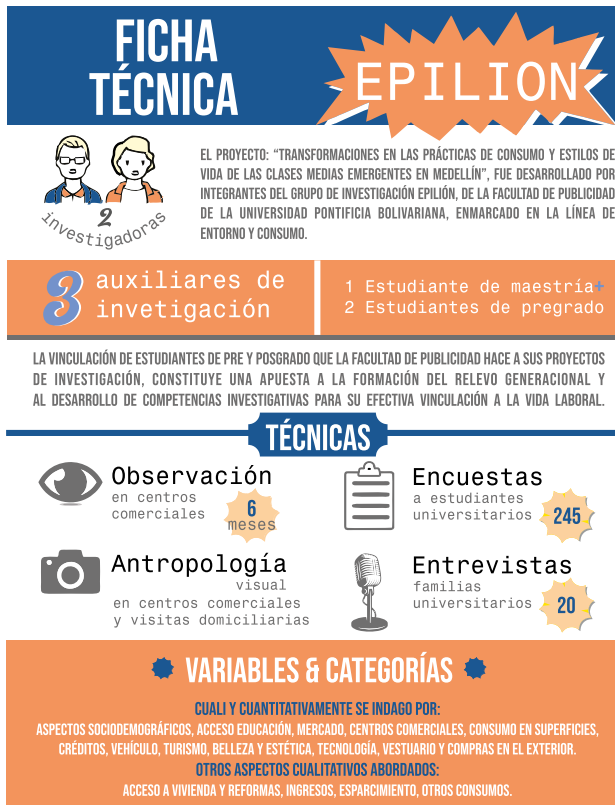 FICHA
TÉCNICA
EPILION
2
investigadoras
EL PROYECTO: “TRANSFORMACIONES EN LAS PRÁCTICAS DE CONSUMO Y ESTILOS DE
VIDA DE LAS CLASES MEDIAS EMERGENTES EN MEDELLÍN”, FUE DESARROLLADO POR
INTEGRANTES DEL GRUPO DE INVESTIGACIÓN EPILIÓN, DE LA FACULTAD DE PUBLICIDAD
DE LA UNIVERSIDAD PONTIFICIA BOLIVARIANA, ENMARCADO EN LA LÍNEA DE
ENTORNO Y CONSUMO.
3 auxiliares de
invetigación
1 Estudiante de maestría+
2 Estudiantes de pregrado
LA VINCULACIÓN DE ESTUDIANTES DE PRE Y POSGRADO QUE LA FACULTAD DE PUBLICIDAD HACE A SUS PROYECTOS
DE INVESTIGACIÓN, CONSTITUYE UNA APUESTA A LA FORMACIÓN DEL RELEVO GENERACIONAL Y
AL DESARROLLO DE COMPETENCIAS INVESTIGATIVAS PARA SU EFECTIVA VINCULACIÓN A LA VIDA LABORAL.
TÉCNICAS
Observación
en centros
comerciales
6
meses
Encuestas
a estudiantes
universitarios
245
Antropología
visual
en centros comerciales
y visitas domiciliarias
Entrevistas
familias
universitarios
20
VARIABLES & CATEGORÍAS
CUALI Y CUANTITATIVAMENTE SE INDAGO POR:
ASPECTOS SOCIODEMOGRÁFICOS, ACCESO EDUCACIÓN, MERCADO, CENTROS COMERCIALES, CONSUMO EN SUPERFICIES,
CRÉDITOS, VEHÍCULO, TURISMO, BELLEZA Y ESTÉTICA, TECNOLOGÍA, VESTUARIO Y COMPRAS EN EL EXTERIOR.
OTROS ASPECTOS CUALITATIVOS ABORDADOS:
ACCESO A VIVIENDA Y REFORMAS, INGRESOS, ESPARCIMIENTO, OTROS CONSUMOS.